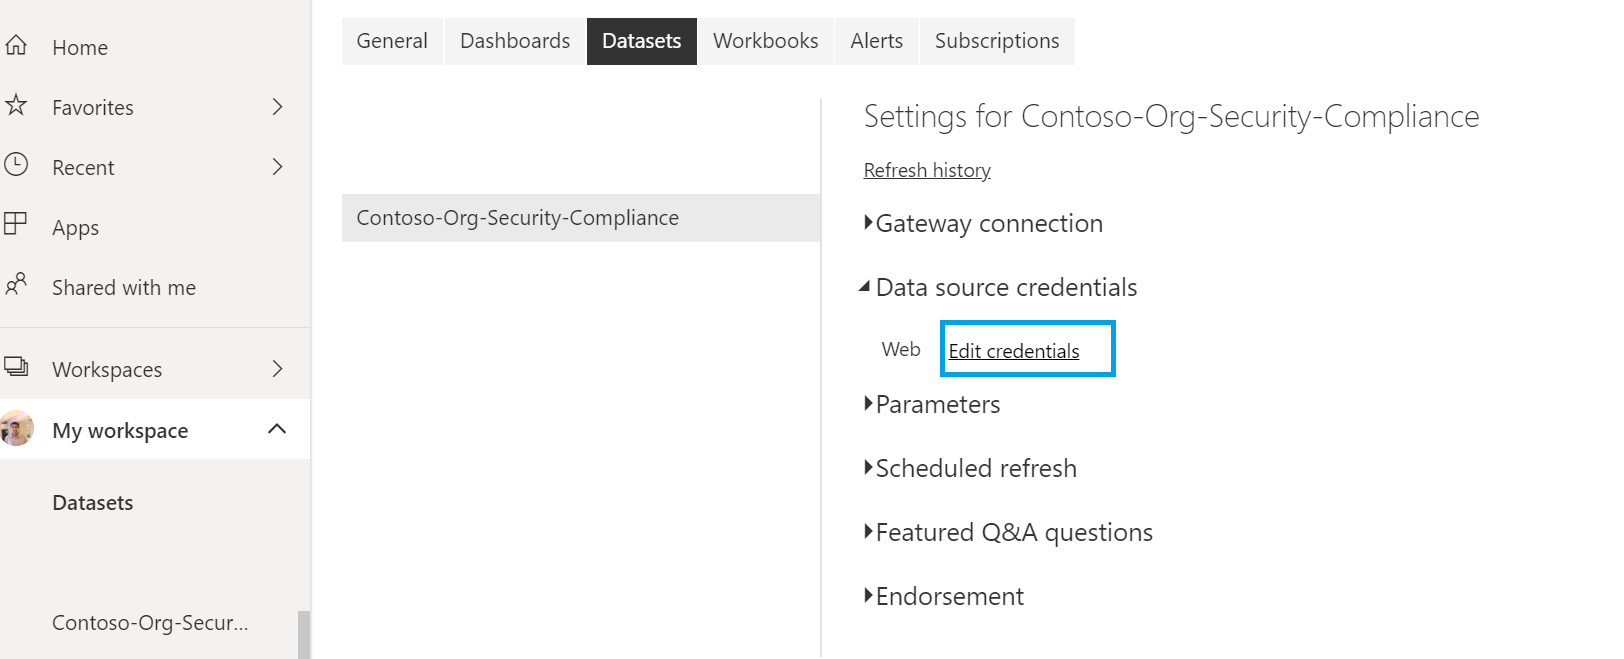 Home
Favorites
Recent
Apps
Shared with me
Workspaces
My workspace
Datasets
Contoso-Org-Secur...
General
Dashboards
Datasets
Workbooks
Alerts
Subscriptions
Contoso-Org-Security-Compliance
Settings for Contoso-Org-Security-Compliance
Refresh history
Gateway connection
Data source credentials
Web Edit credentials
Parameters
Scheduled refresh
Featured Q&A questions
Endorsement